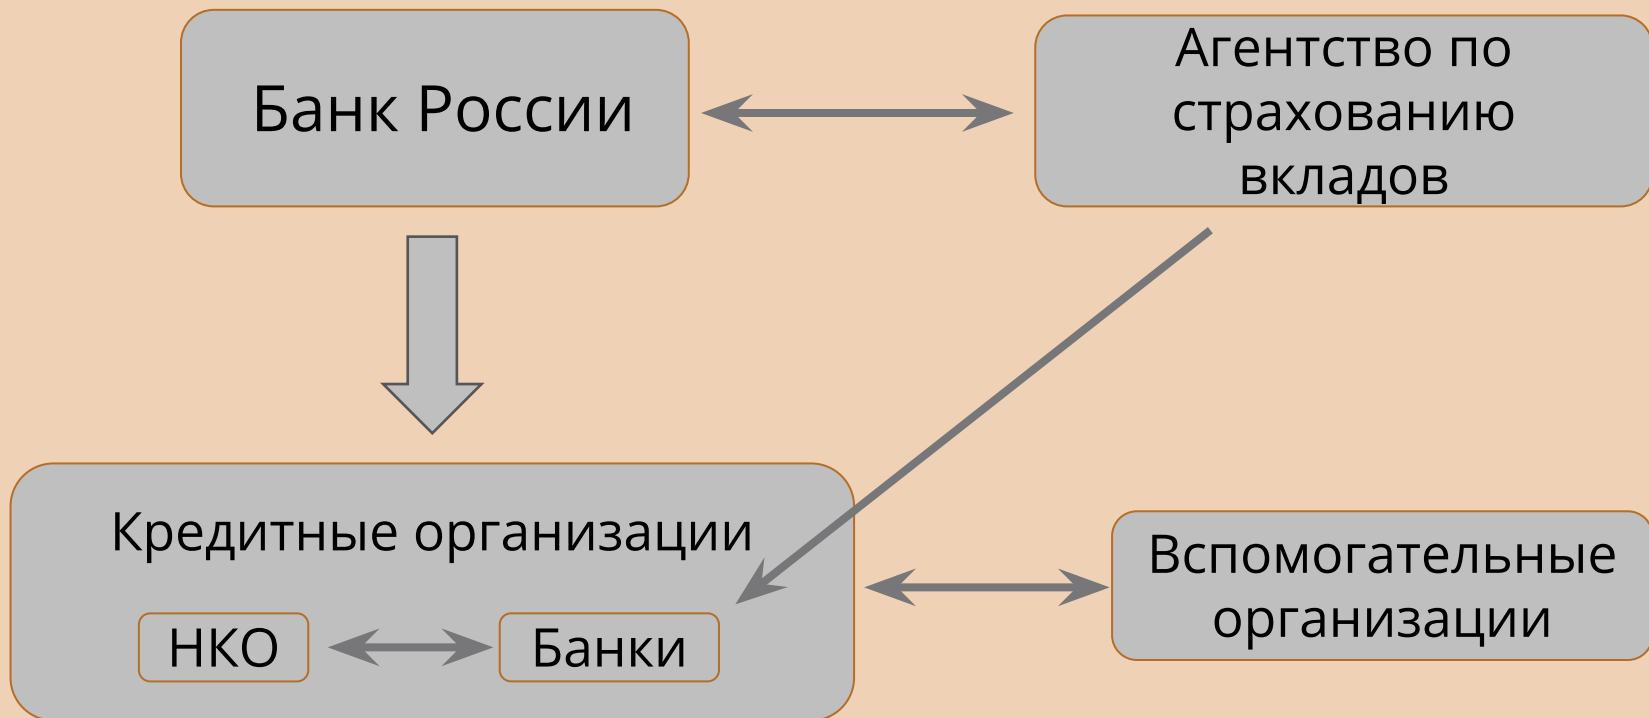 Банк России
Агентство по
страхованию
вкладов
Кредитные организации
НКО
Банки
Вспомогательные
организации